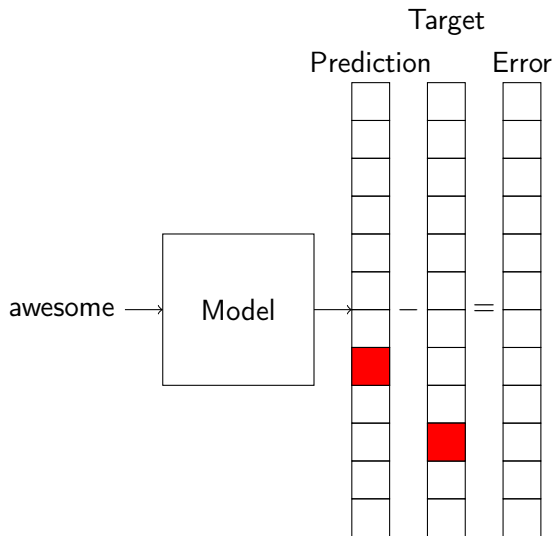 Target
Prediction
Error
awesome
Model
−
=